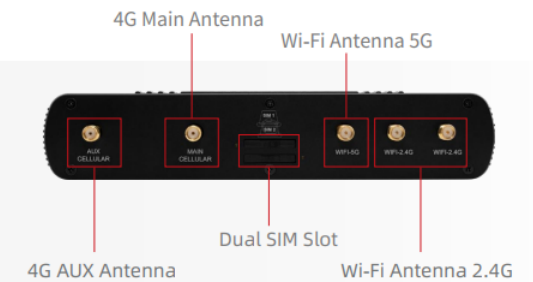 4G Main Antenna
Wi-Fi Antenna 5G
SIM 1
SIM 2
AUX
CELLULAR
MAIN
CELLULAR
WIFI-5G
WIFI-2.4G
WIFI-2.4G
Dual SIM Slot
4G AUX Antenna
Wi-Fi Antenna 2.4G